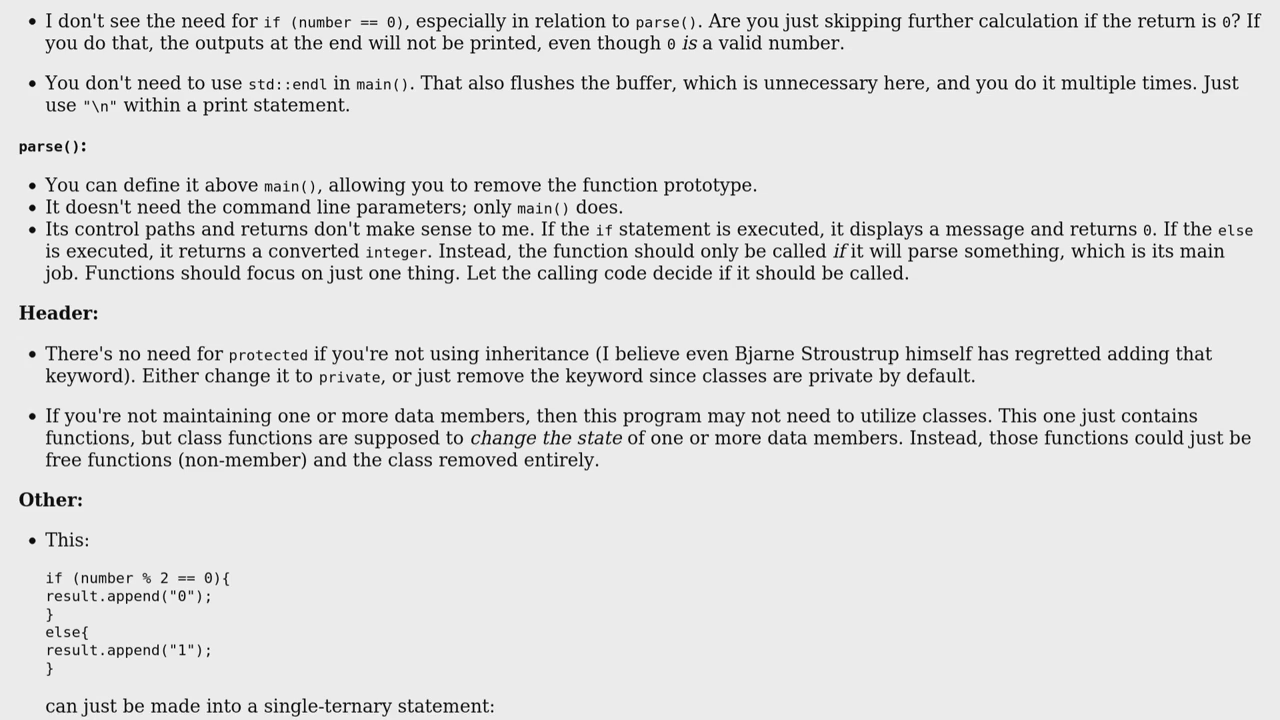 • I don't see the need for if (number == 0), especially in relation to parse(). Are you just skipping further calculation if the return is 0? If
you do that, the outputs at the end will not be printed, even though 0 is a valid number.
• You don't need to use std::endl in main(). That also flushes the buffer, which is unnecessary here, and you do it multiple times. Just
use "\n" within a print statement.
parse():
• You can define it above main(), allowing you to remove the function prototype.
• It doesn't need the command line parameters; only main() does.
• Its control paths and returns don't make sense to me. If the if statement is executed, it displays a message and returns 0. If the else
is executed, it returns a converted integer. Instead, the function should only be called if it will parse something, which is its main
job. Functions should focus on just one thing. Let the calling code decide if it should be called.
Header:
• There's no need for protected if you're not using inheritance (I believe even Bjarne Stroustrup himself has regretted adding that
keyword). Either change it to private, or just remove the keyword since classes are private by default.
• If you're not maintaining one or more data members, then this program may not need to utilize classes. This one just contains
functions, but class functions are supposed to change the state of one or more data members. Instead, those functions could just be
free functions (non-member) and the class removed entirely.
Other:
• This:
if (number % 2 == 0){
result.append("0");
}
else{
result.append("1");
}
can just be made into a single-ternary statement: